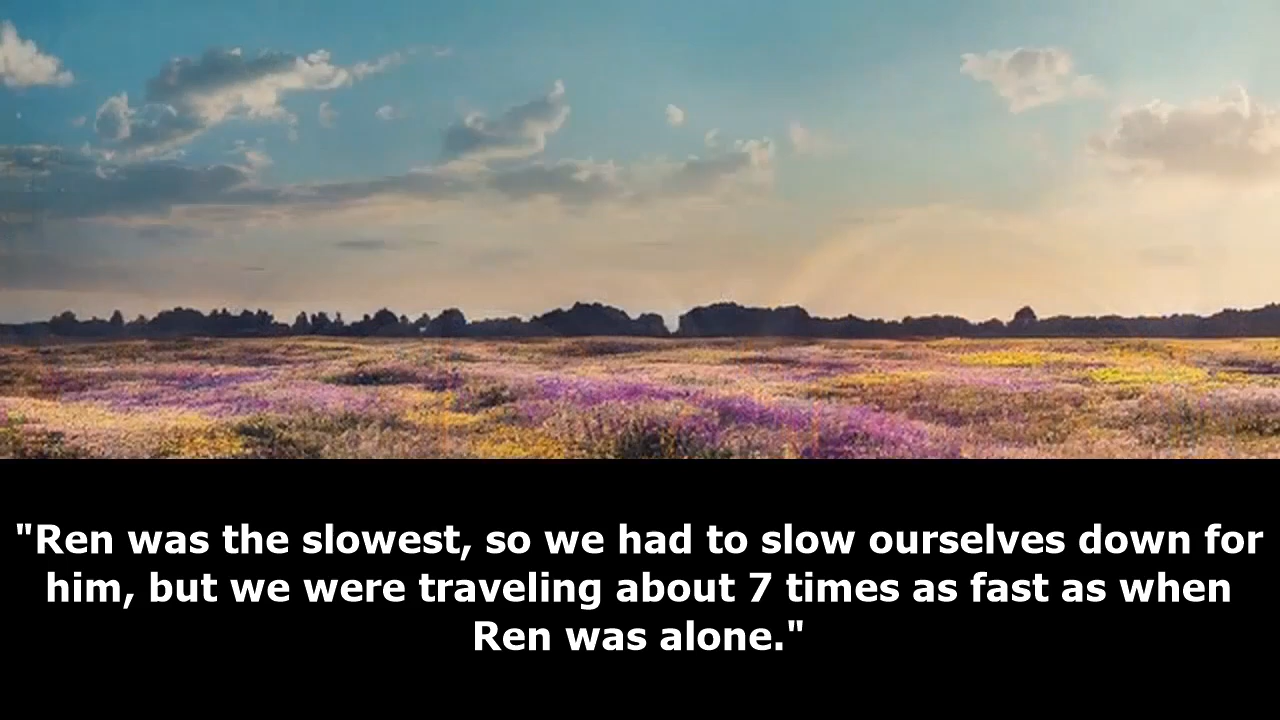 "Ren was the slowest, so we had to slow ourselves down for
him, but we were traveling about 7 times as fast as when
Ren was alone."